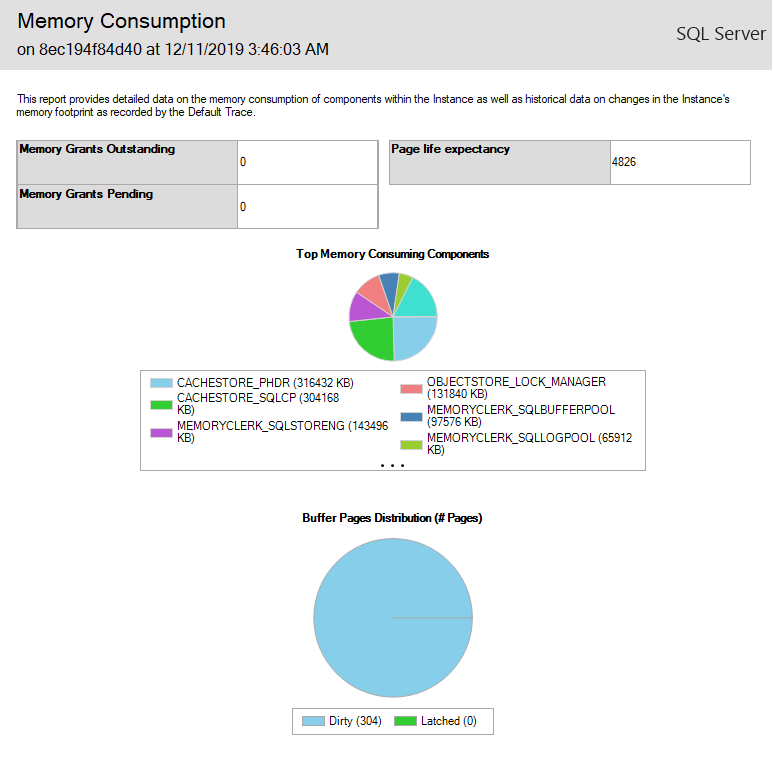 Memory Consumption
on 8ec194f84d40 at 12/11/2019 3:46:03 AM
SQL Server
This report provides detailed data on the memory consumption of components within the Instance as well as historical data on changes in the Instance's
memory footprint as recorded by the Default Trace.
Memory Grants Outstanding
0
Memory Grants Pending
0
Page life expectancy
4826
Top Memory Consuming Components
CACHESTORE_PHDR (316432 KB)
CACHESTORE_SQLCP (304168
KB)
MEMORYCLERK_SQLSTORENG (143496
KB)
OBJECTSTORE_LOCK_MANAGER
(131840 KB)
MEMORYCLERK_SQLBUFFERPOOL
(97576 KB)
MEMORYCLERK_SQLLOGPOOL (65912
KB)
...
Buffer Pages Distribution (# Pages)
Dirty (304)
Latched (0)